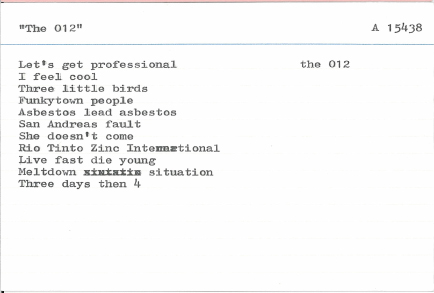 "The 012" A 15438
Let's get professional the 012
I feel cool
Three little birds
Funkytown people
Asbestos lead asbestos
San Andreas fault
She doesn't come
Rio Tinto Zinc International
Live fast die young
Meltdown situation
Three days then 4